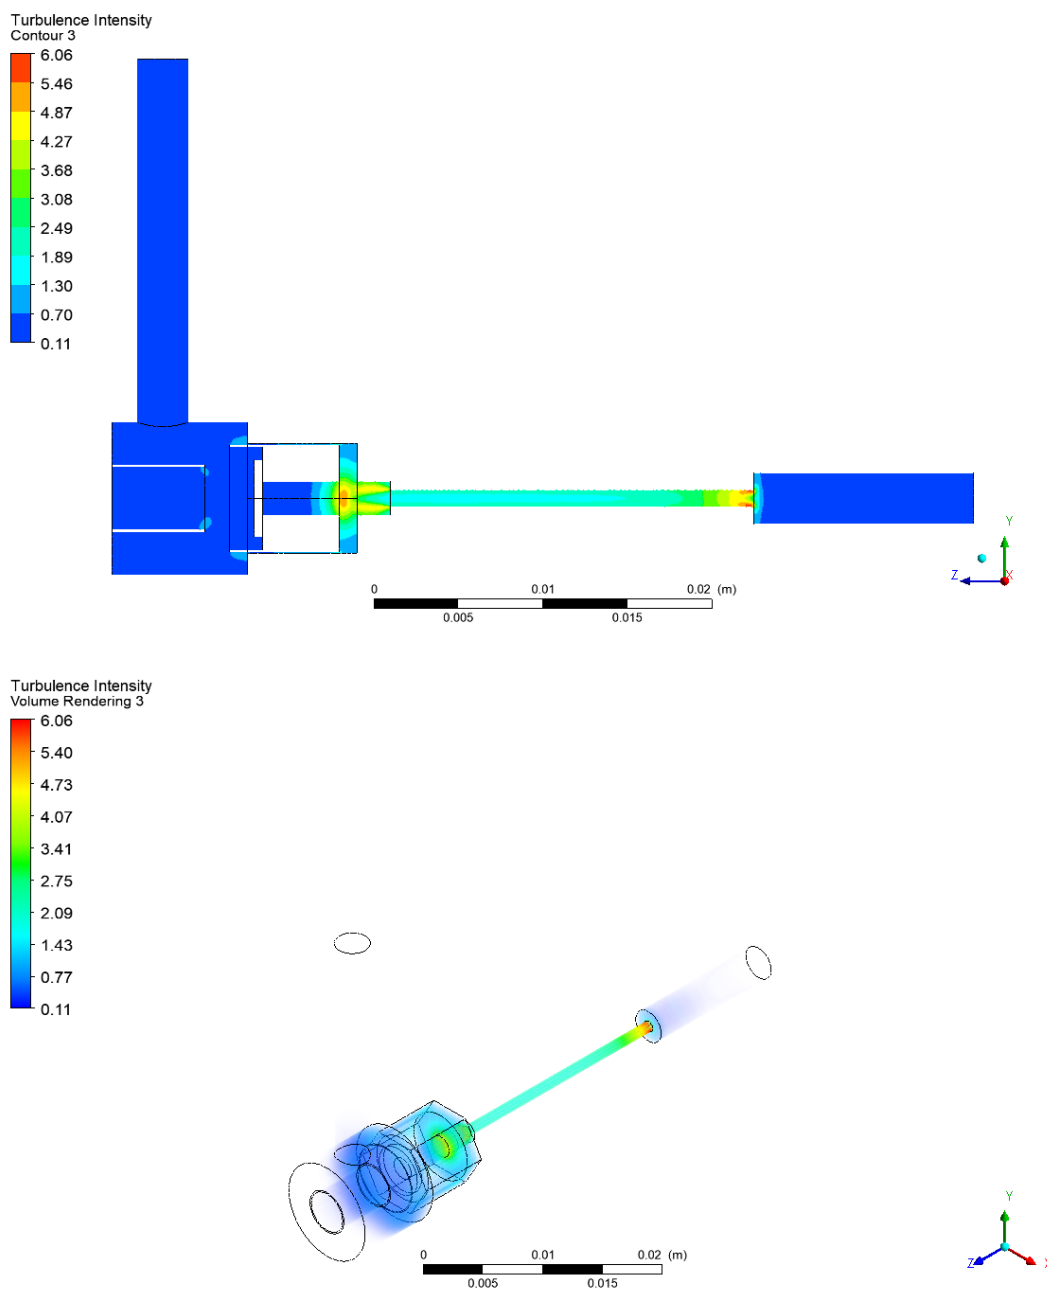 Turbulence Intensity
Contour 3
6.06
5.46
4.87
4.27
3.68
3.08
2.49
1.89
1.30
0.70
0.11
Y
Z X
0 0.01 0.02 (m)
0.005 0.015
Turbulence Intensity
Volume Rendering 3
6.06
5.40
4.73
4.07
3.41
2.75
2.09
1.43
0.77
0.11
Y
Z X
0 0.01 0.02 (m)
0.005 0.015